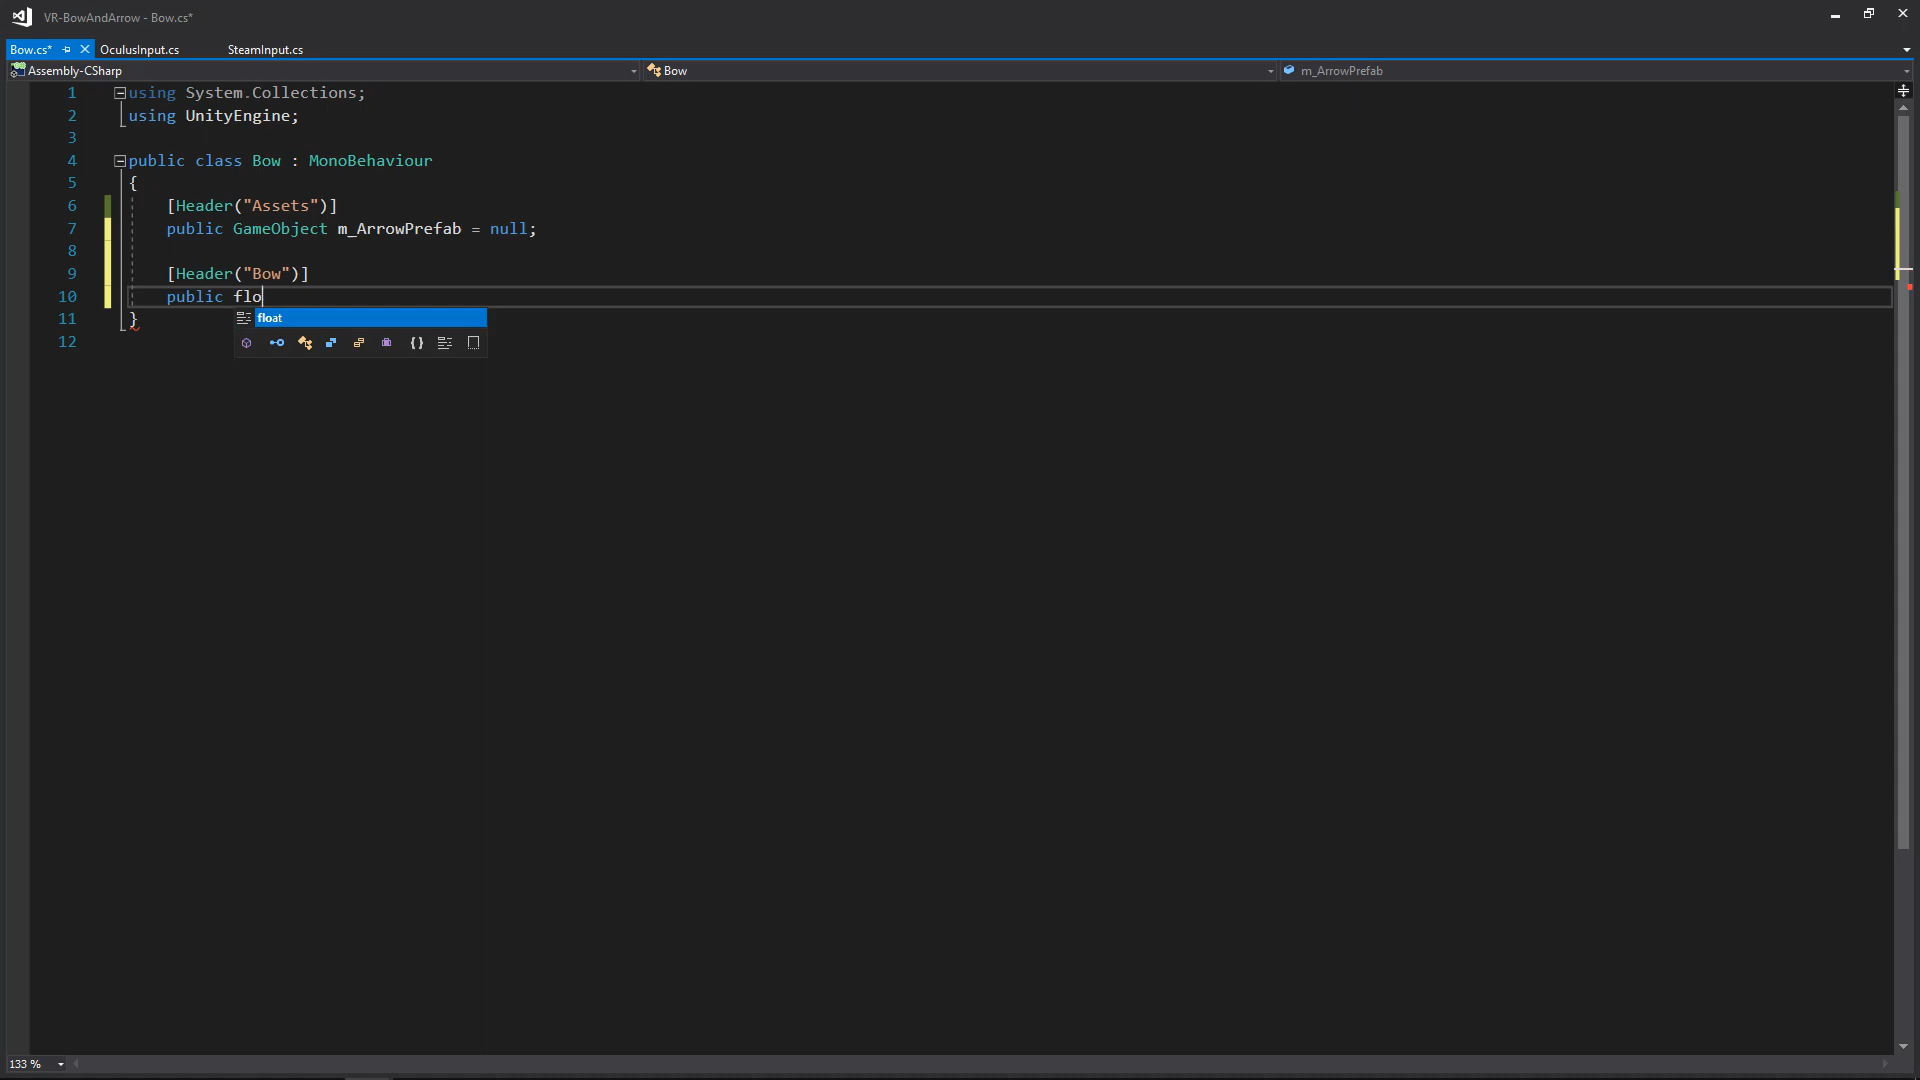 VR-BowAndArrow - Bow.cs*
Bow.cs* OculusInput.cs SteamInput.cs
Assembly-CSharp Bow m_ArrowPrefab
1 using System.Collections;
2 using UnityEngine;
3
4 public class Bow : MonoBehaviour
5 {
6 [Header("Assets")]
7 public GameObject m_ArrowPrefab = null;
8
9 [Header("Bow")]
10 public flo
float
11 }
12
133 %